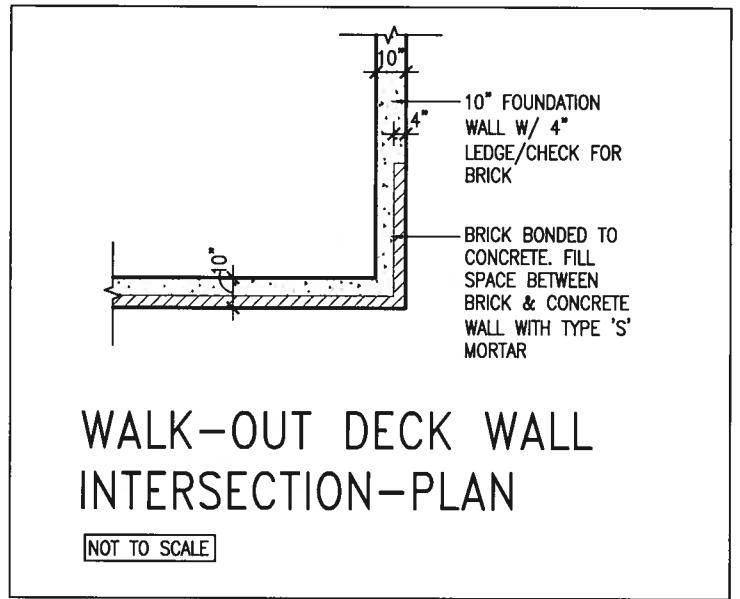 10"
4"
10" FOUNDATION
WALL W/ 4"
LEDGE/CHECK FOR
BRICK
BRICK BONDED TO
CONCRETE. FILL
SPACE BETWEEN
BRICK & CONCRETE
WALL WITH TYPE 'S'
MORTAR
10"
WALK-OUT DECK WALL
INTERSECTION-PLAN
NOT TO SCALE